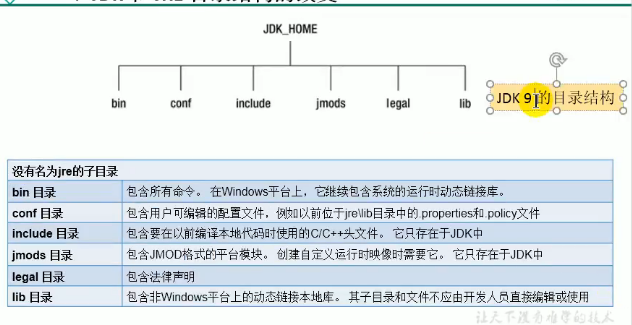 JDK_HOME
bin conf include jmods legal lib
JDK 9 的目录结构
没有名为jre的子目录
bin 目录 包含所有命令。 在Windows平台上，它继续包含系统的运行时动态链接库。
conf 目录 包含用户可编辑的配置文件，例如以前位于jre\lib目录中的.properties和.policy文件
include 目录 包含要在以前编译本地代码时使用的C/C++头文件。 它只存在于JDK中
jmods 目录 包含JMOD格式的平台模块。 创建自定义运行时映像时需要它。 它只存在于JDK中
legal 目录 包含法律声明
lib 目录 包含非Windows平台上的动态链接本地库。 其子目录和文件不应由开发人员直接编辑或使用
让天下没有难学的技术